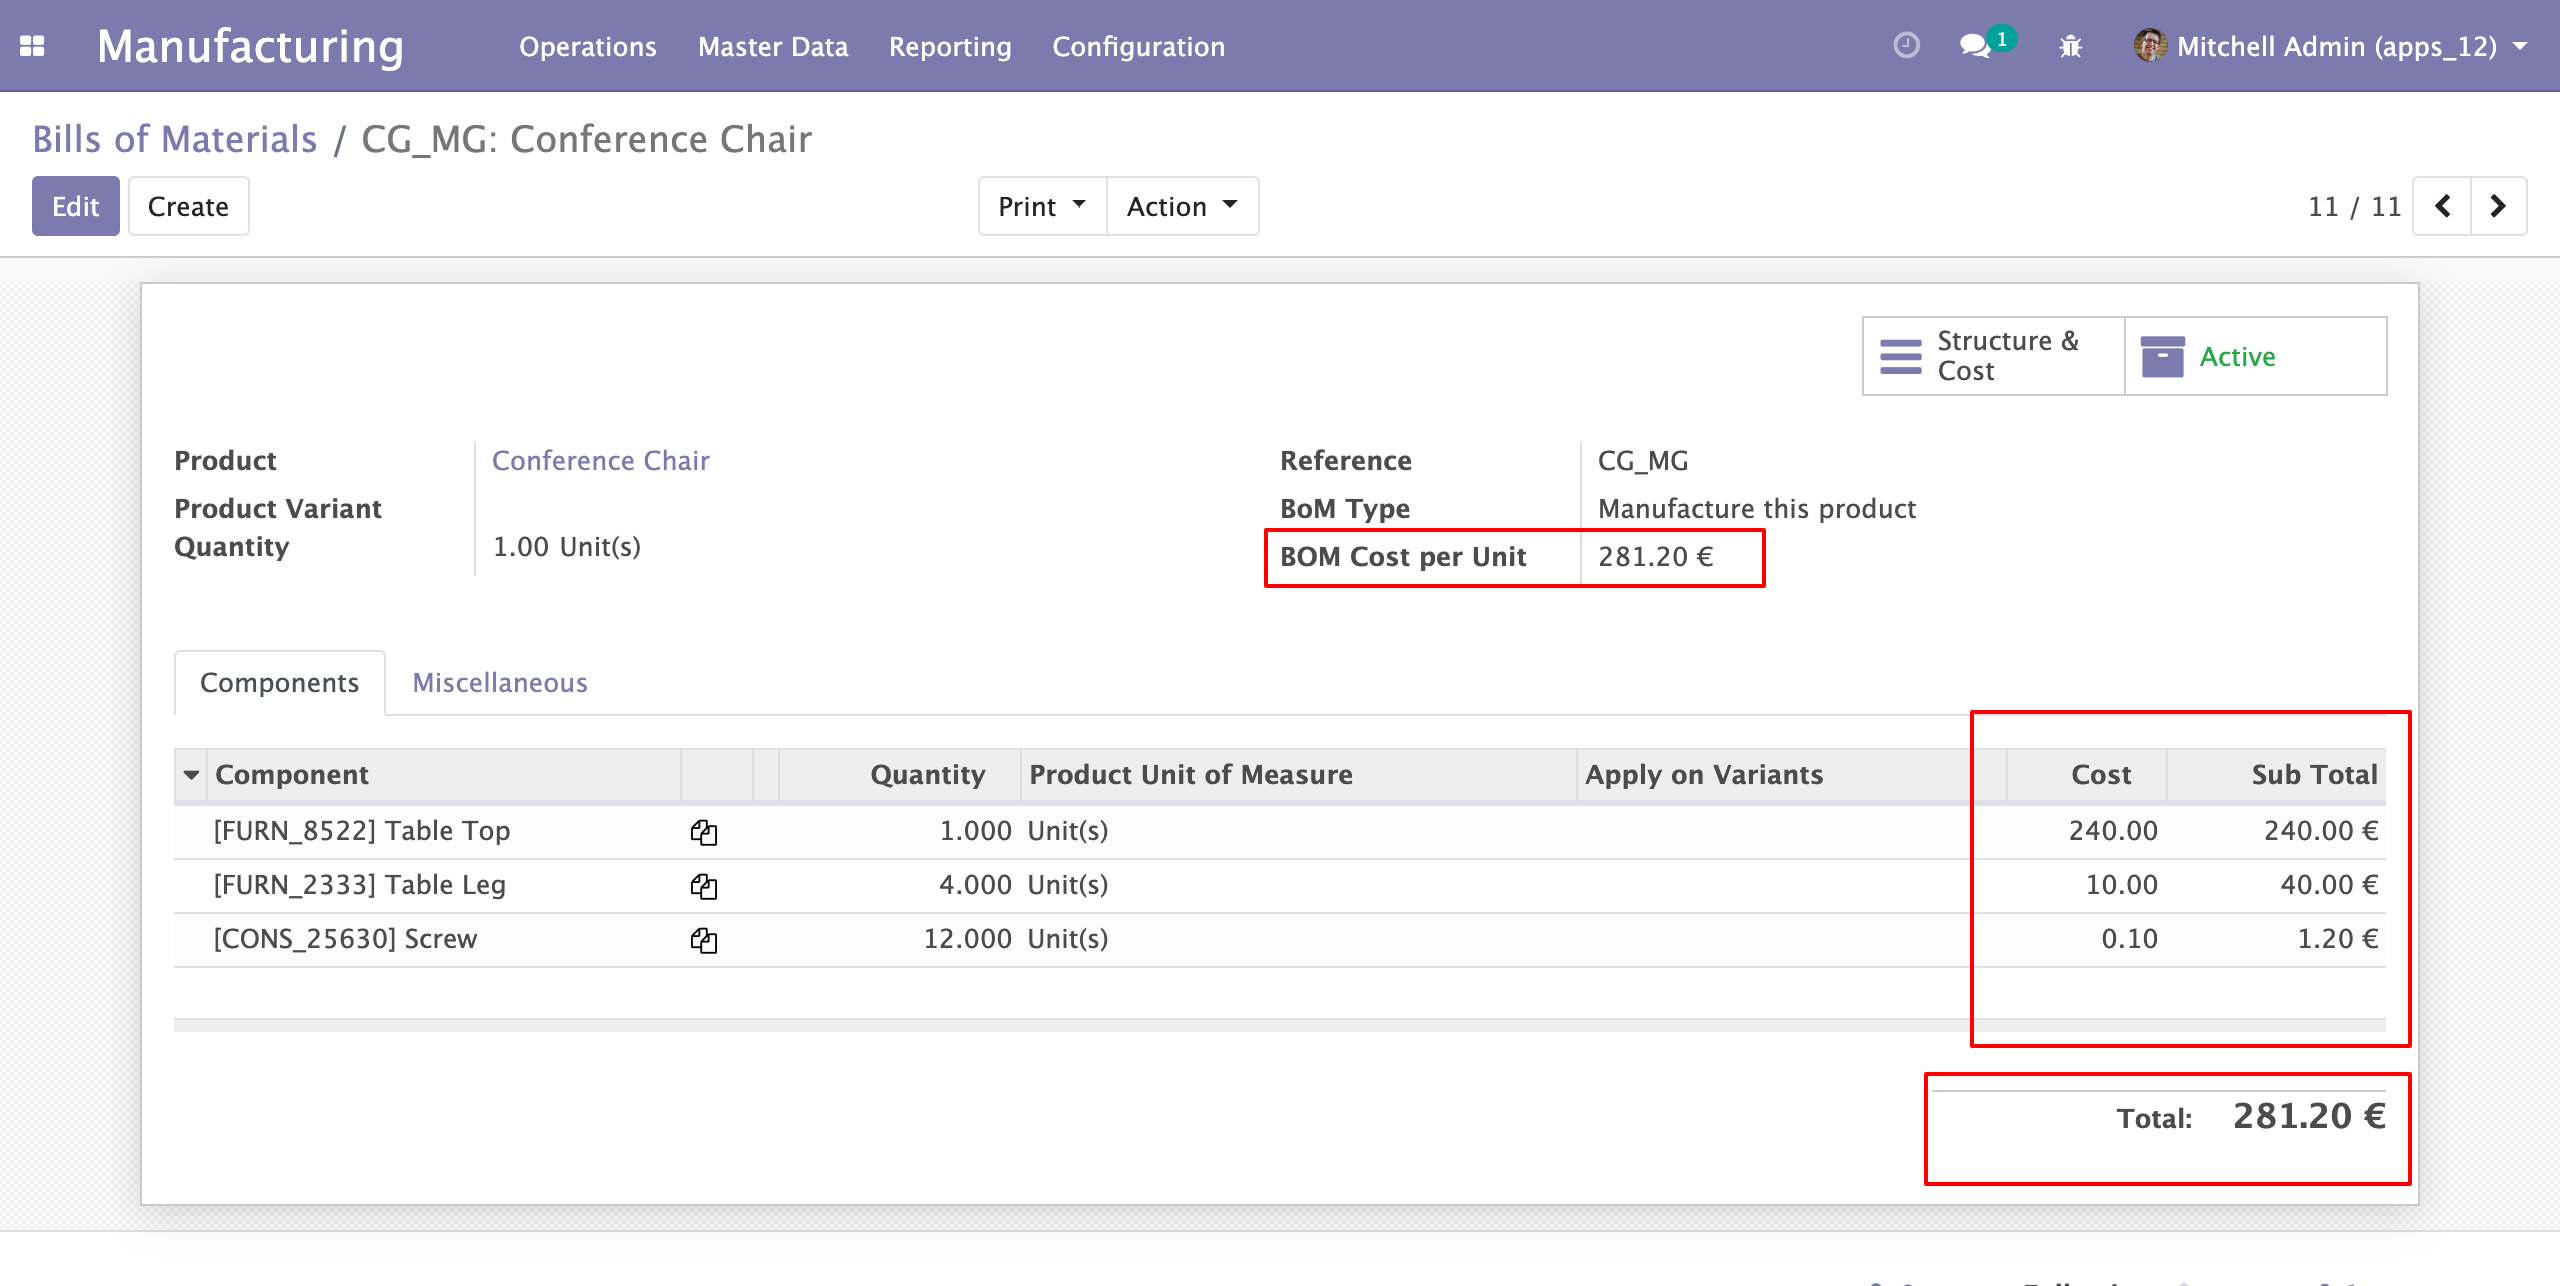 Manufacturing Operations Master Data Reporting Configuration 1 Mitchell Admin (apps_12)
Bills of Materials / CG_MG: Conference Chair
Edit Create Print Action 11 / 11
Structure & Cost Active
Product Conference Chair Reference CG_MG
Product Variant BoM Type Manufacture this product
Quantity 1.00 Unit(s) BOM Cost per Unit 281.20 €
Components Miscellaneous
Component Quantity Product Unit of Measure Apply on Variants Cost Sub Total
[FURN_8522] Table Top 1.000 Unit(s) 240.00 240.00 €
[FURN_2333] Table Leg 4.000 Unit(s) 10.00 40.00 €
[CONS_25630] Screw 12.000 Unit(s) 0.10 1.20 €
Total: 281.20 €